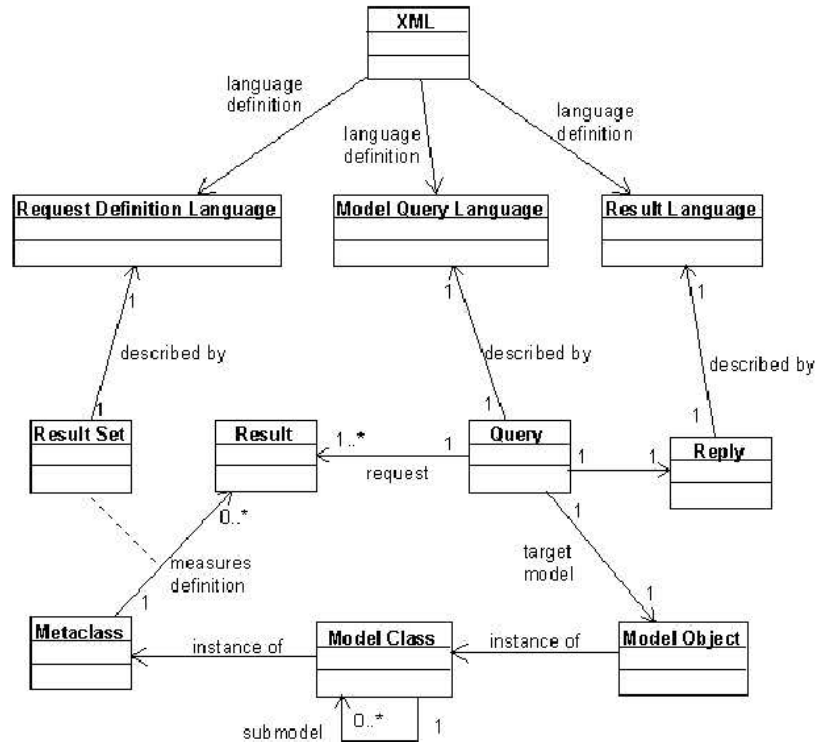 XML
language
definition
language
definition
language
definition
Request Definition Language
Model Query Language
Result Language
1
1
1
described by
described by
described by
1
1
1
Result Set
Result
1..*
1
Query
1
1
Reply
request
0..*
1
measures
definition
target
model
1
1
Metaclass
instance of
Model Class
instance of
Model Object
submodel
0..*
1